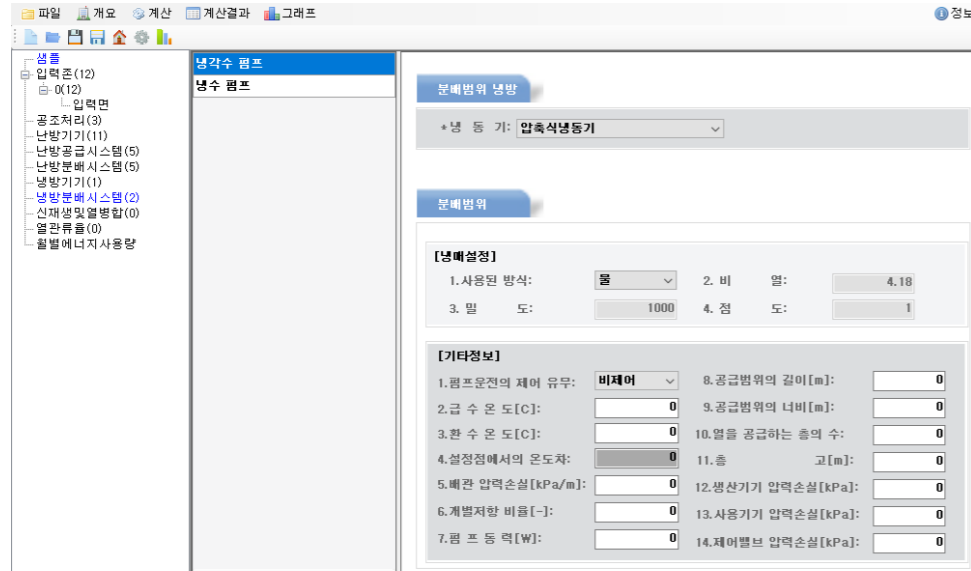 파일 개요 계산 계산결과 그래프 정보
샘플
입력존(12)
0(12)
입력면
공조처리(3)
난방기기(11)
난방공급시스템(5)
난방분배시스템(5)
냉방기기(1)
냉방분배시스템(2)
신재생및열병합(0)
열관류율(0)
월별에너지사용량
냉각수 펌프
냉수 펌프
분배범위 냉방
*냉 동 기: 압축식냉동기
분배범위
[냉매설정]
1.사용된 방식: 물 2. 비 열: 4.18
3. 밀 도: 1000 4. 점 도: 1
[기타정보]
1.펌프운전의 제어 유무: 비제어 8.공급범위의 길이[m]: 0
2.급 수 온 도[C]: 0 9.공급범위의 너비[m]: 0
3.환 수 온 도[C]: 0 10.열을 공급하는 층의 수: 0
4.설정점에서의 온도차: 0 11.층 고[m]: 0
5.배관 압력손실[kPa/m]: 0 12.생산기기 압력손실[kPa]: 0
6.개별저항 비율[-]: 0 13.사용기기 압력손실[kPa]: 0
7.펌 프 동 력[W]: 0 14.제어밸브 압력손실[kPa]: 0